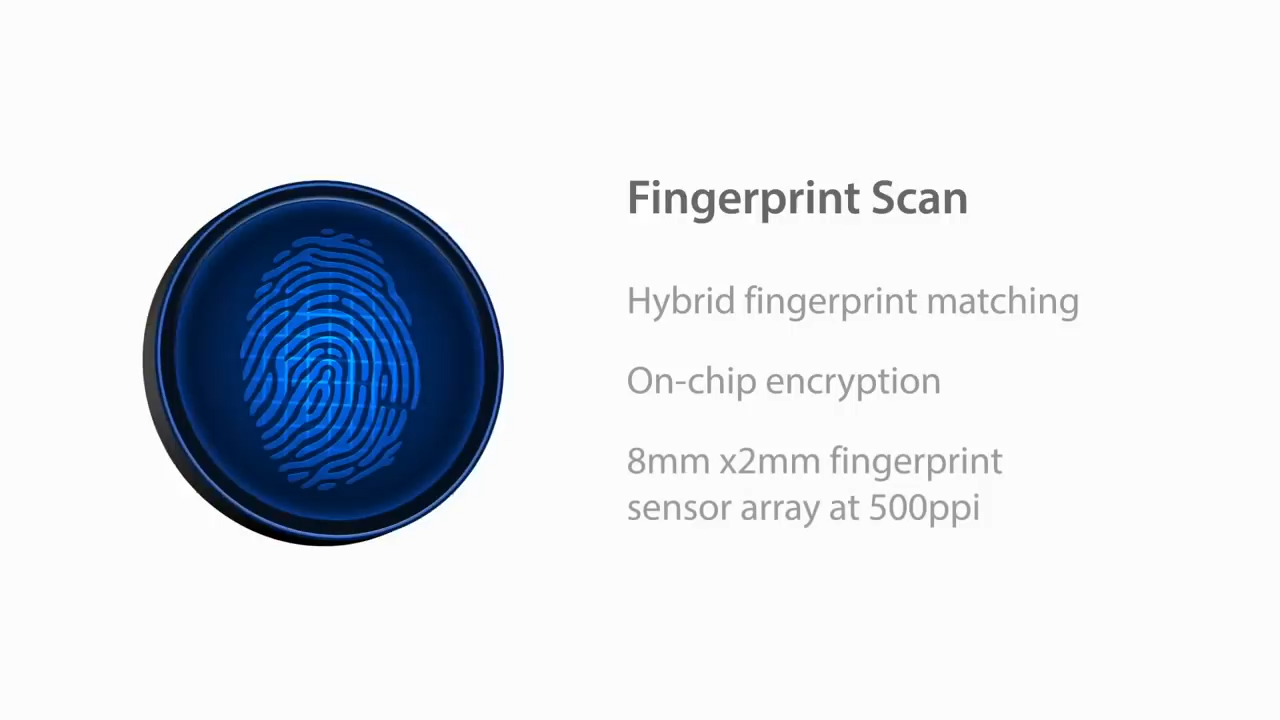 Fingerprint Scan
Hybrid fingerprint matching
On-chip encryption
8mm x2mm fingerprint
sensor array at 500ppi